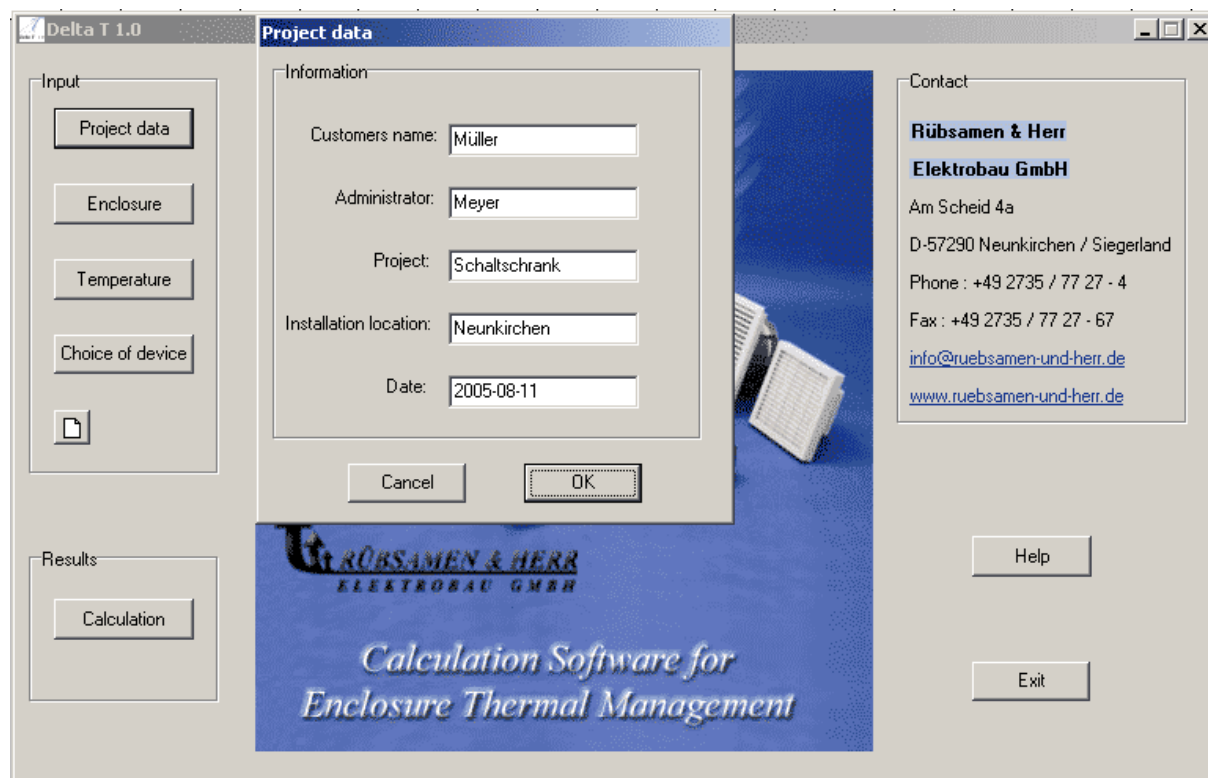 Delta T 1.0
Project data
Input
Project data
Enclosure
Temperature
Choice of device
Results
Calculation
Information
Customers name: Müller
Administrator: Meyer
Project: Schaltschrank
Installation location: Neunkirchen
Date: 2005-08-11
Cancel
OK
RÜBSAMEN & HERR
ELEKTROBAU GMBH
Calculation Software for
Enclosure Thermal Management
Contact
Rübsamen & Herr
Elektrobau GmbH
Am Scheid 4a
D-57290 Neunkirchen / Siegerland
Phone : +49 2735 / 77 27 - 4
Fax : +49 2735 / 77 27 - 67
info@ruebsamen-und-herr.de
www.ruebsamen-und-herr.de
Help
Exit